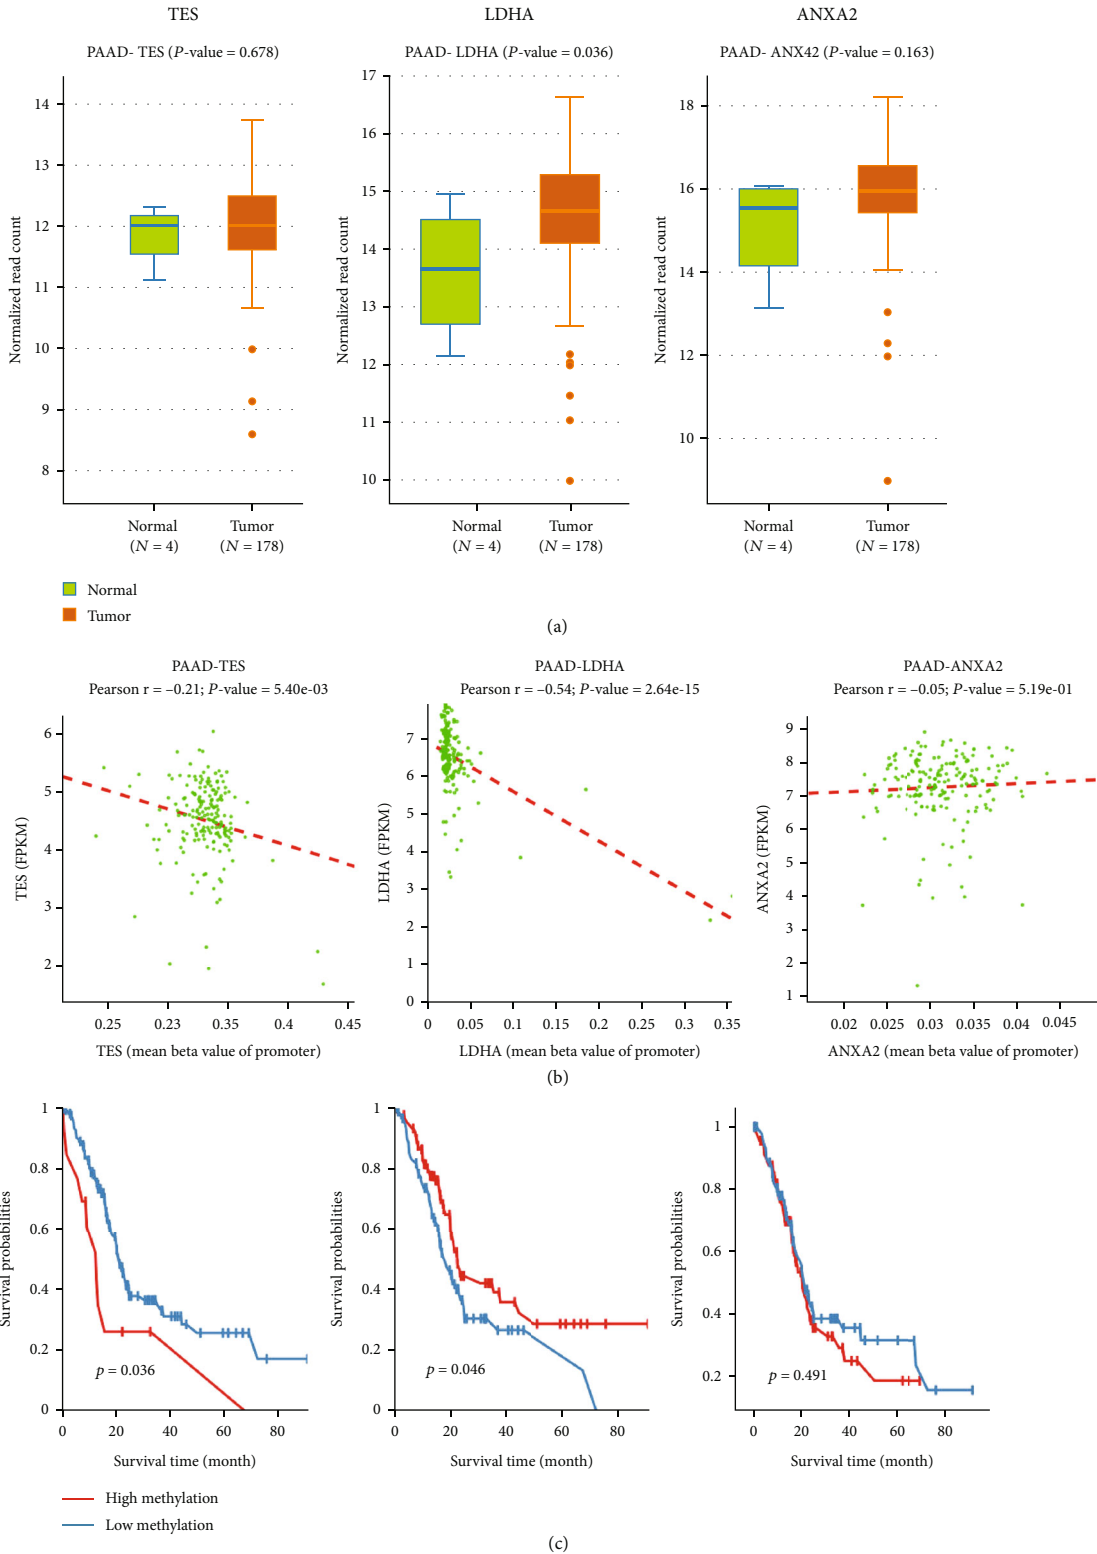 TES LDHA ANXA2
PAAD- TES (P-value = 0.678) PAAD- LDHA (P-value = 0.036) PAAD- ANX42 (P-value = 0.163)
Normalized read count
14
13
12
11
10
9
8
Normal Tumor
(N = 4) (N = 178)
Normalized read count
17
16
15
14
13
12
11
10
Normal Tumor
(N = 4) (N = 178)
Normalized read count
18
16
14
12
10
Normal Tumor
(N = 4) (N = 178)
Normal
Tumor
(a)
PAAD-TES
Pearson r = –0.21; P-value = 5.40e-03
TES (FPKM)
6
5
4
3
2
0.25 0.23 0.35 0.4 0.45
TES (mean beta value of promoter)
PAAD-LDHA
Pearson r = –0.54; P-value = 2.64e-15
LDHA (FPKM)
7
6
5
4
3
2
1
0
0 0.05 0.1 0.15 0.2 0.25 0.3 0.35
LDHA (mean beta value of promoter)
PAAD-ANXA2
Pearson r = –0.05; P-value = 5.19e-01
ANXA2 (FPKM)
9
8
7
6
5
4
3
2
1
0.02 0.025 0.03 0.035 0.04 0.045
ANXA2 (mean beta value of promoter)
(b)
Survival probabilities
1
0.8
0.6
0.4
0.2
0
p = 0.036
0 20 40 60 80
Survival time (month)
Survival probabilities
1
0.8
0.6
0.4
0.2
0
p = 0.046
0 20 40 60 80
Survival time (month)
Survival probabilities
1
0.8
0.6
0.4
0.2
p = 0.491
0 20 40 60 80
Survival time (month)
High methylation
Low methylation
(c)